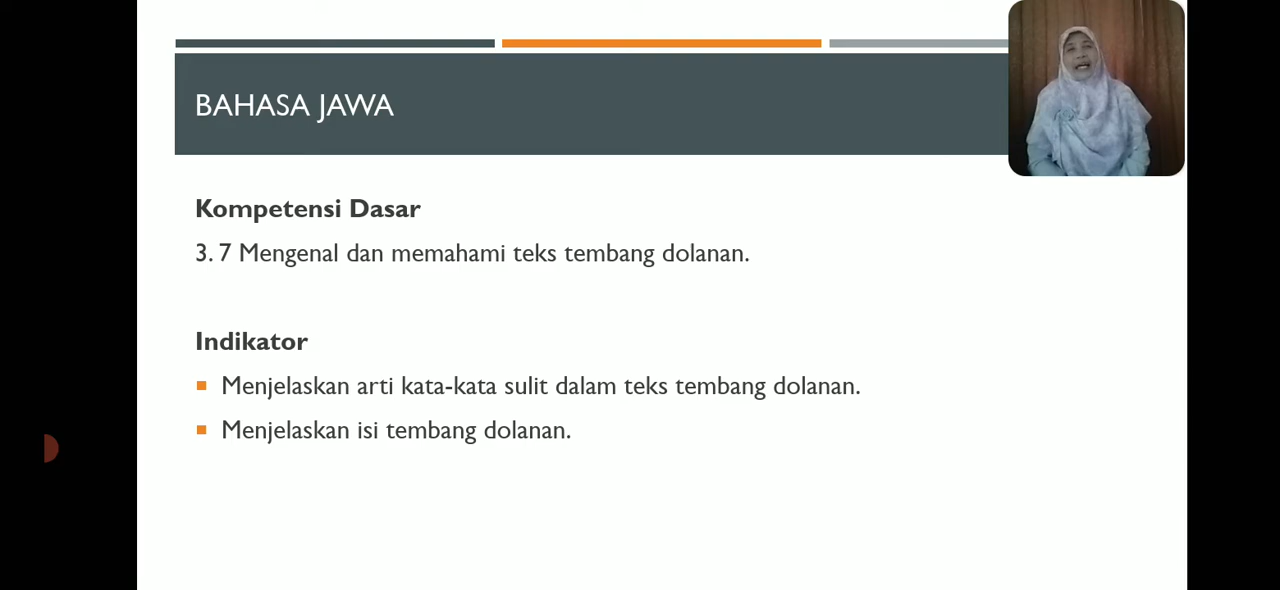 BAHASA JAWA
Kompetensi Dasar
3. 7 Mengenal dan memahami teks tembang dolanan.
Indikator
Menjelaskan arti kata-kata sulit dalam teks tembang dolanan.
Menjelaskan isi tembang dolanan.